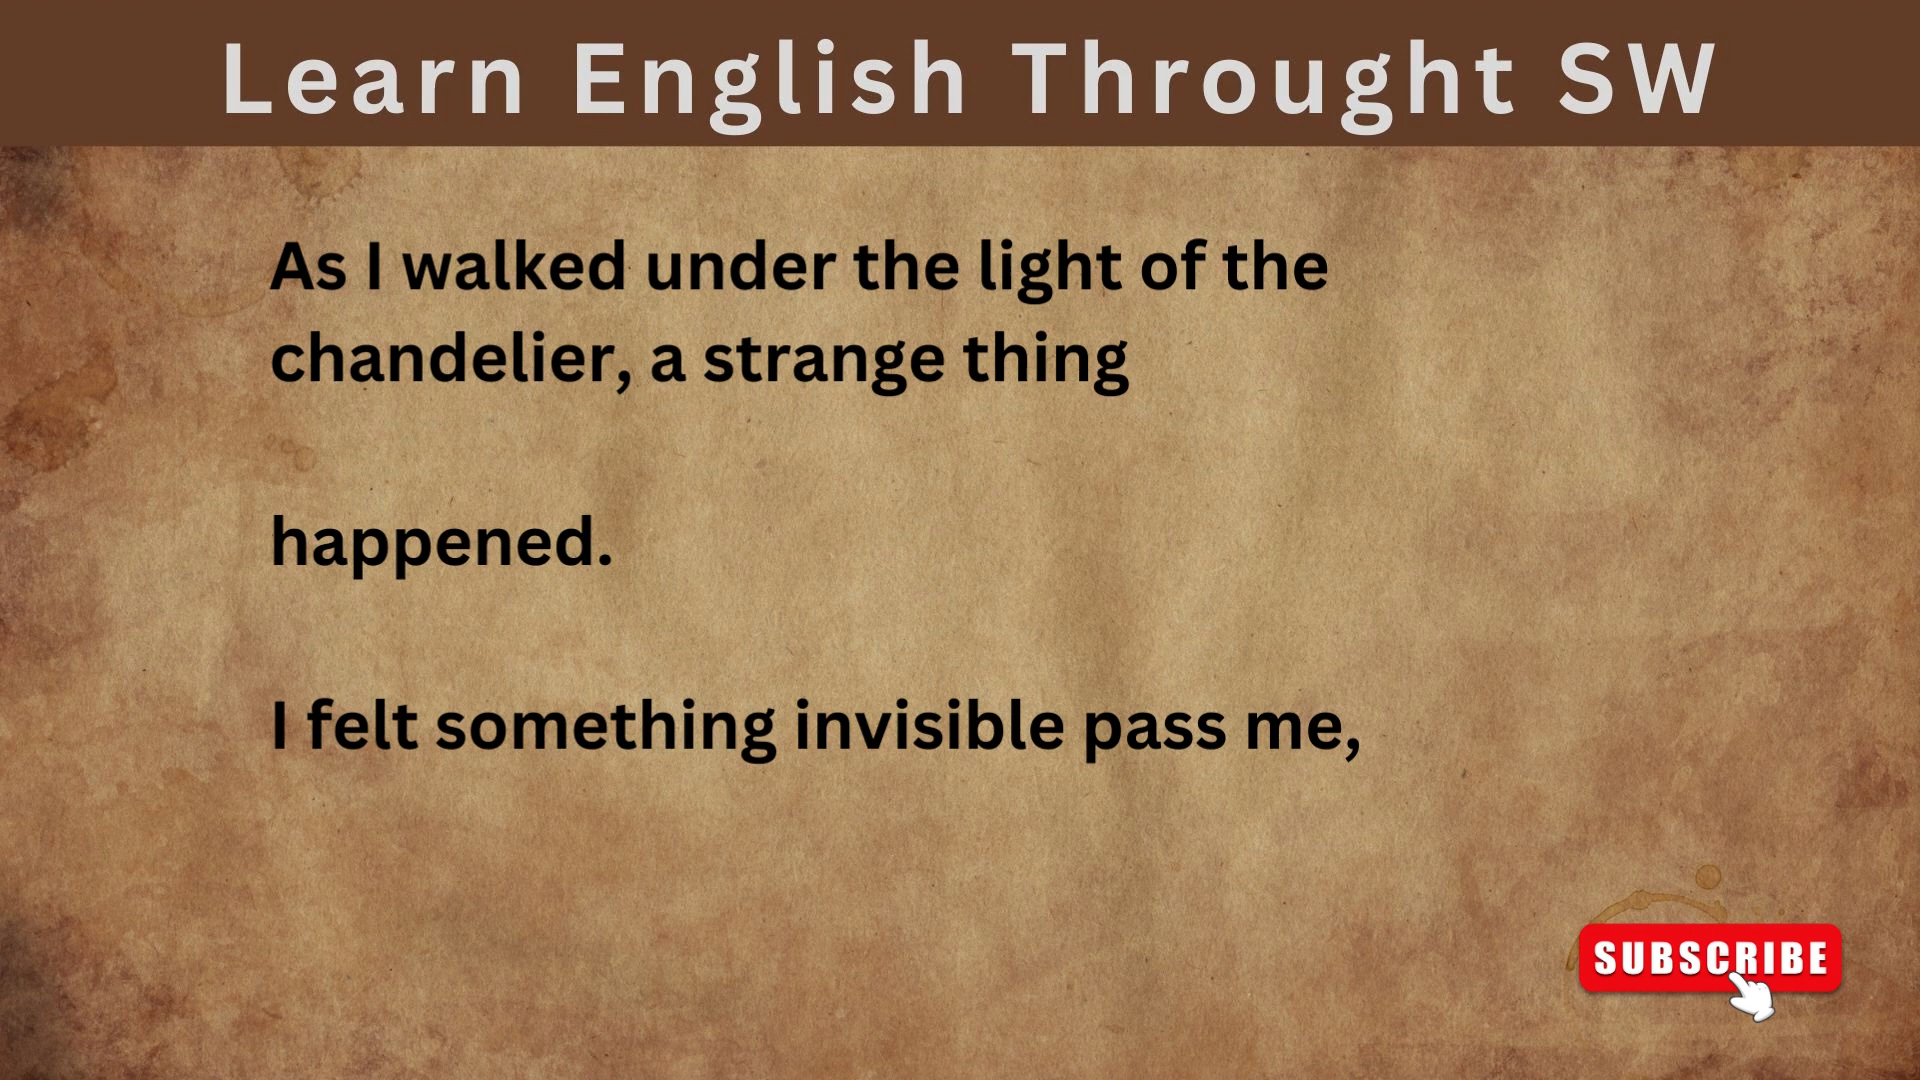 Learn English Throught SW
As I walked under the light of the
chandelier, a strange thing
happened.
I felt something invisible pass me,
SUBSCRIBE